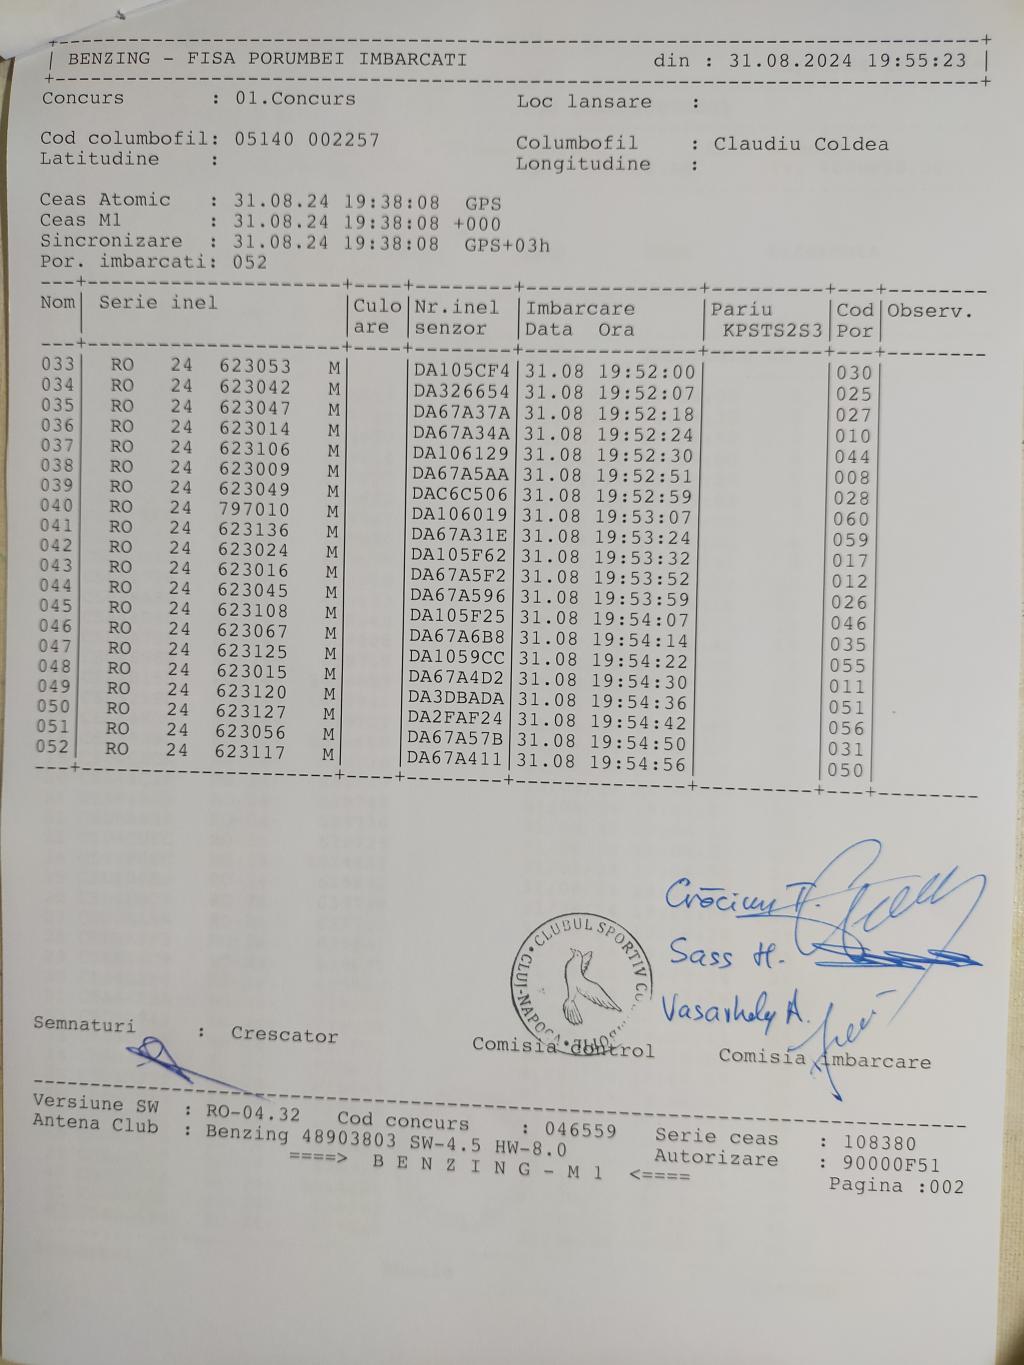 BENZING - FISA PORUMBEI IMBARCATI din : 31.08.2024 19:55:23
Concurs : 01.Concurs Loc lansare :
Cod columbofil: 05140 002257 Columbofil : Claudiu Coldea
Latitudine : Longitudine :
Ceas Atomic : 31.08.24 19:38:08 GPS
Ceas M1 : 31.08.24 19:38:08 +000
Sincronizare : 31.08.24 19:38:08 GPS+03h
Por. imbarcati: 052
Nom| Serie inel |Culo|Nr.inel |Imbarcare |Pariu |Cod|Observ.
|are |senzor |Data Ora | KPSTS2S3|Por|
033| RO 24 623053 M| |DA105CF4|31.08 19:52:00| |030|
034| RO 24 623042 M| |DA326654|31.08 19:52:07| |025|
035| RO 24 623047 M| |DA67A37A|31.08 19:52:18| |027|
036| RO 24 623014 M| |DA67A34A|31.08 19:52:24| |010|
037| RO 24 623106 M| |DA106129|31.08 19:52:30| |044|
038| RO 24 623009 M| |DA67A5AA|31.08 19:52:51| |008|
039| RO 24 623049 M| |DAC6C506|31.08 19:52:59| |028|
040| RO 24 797010 M| |DA106019|31.08 19:53:07| |060|
041| RO 24 623136 M| |DA67A31E|31.08 19:53:24| |059|
042| RO 24 623024 M| |DA105F62|31.08 19:53:32| |017|
043| RO 24 623016 M| |DA67A5F2|31.08 19:53:52| |012|
044| RO 24 623045 M| |DA67A596|31.08 19:53:59| |026|
045| RO 24 623108 M| |DA105F25|31.08 19:54:07| |046|
046| RO 24 623067 M| |DA67A6B8|31.08 19:54:14| |035|
047| RO 24 623125 M| |DA1059CC|31.08 19:54:22| |055|
048| RO 24 623015 M| |DA67A4D2|31.08 19:54:30| |011|
049| RO 24 623120 M| |DA3DBADA|31.08 19:54:36| |051|
050| RO 24 623127 M| |DA2FAF24|31.08 19:54:42| |056|
051| RO 24 623056 M| |DA67A57B|31.08 19:54:50| |031|
052| RO 24 623117 M| |DA67A411|31.08 19:54:56| |050|
Sass H.
Vasarhely A.
CLUBUL SPORTIV
CLUJ-NAPOCA
Semnaturi : Crescator Comisia control Comisia imbarcare
Versiune SW : RO-04.32 Cod concurs : 046559 Serie ceas : 108380
Antena Club : Benzing 48903803 SW-4.5 HW-8.0 Autorizare : 90000F51
====> B E N Z I N G - M 1 <==== Pagina :002